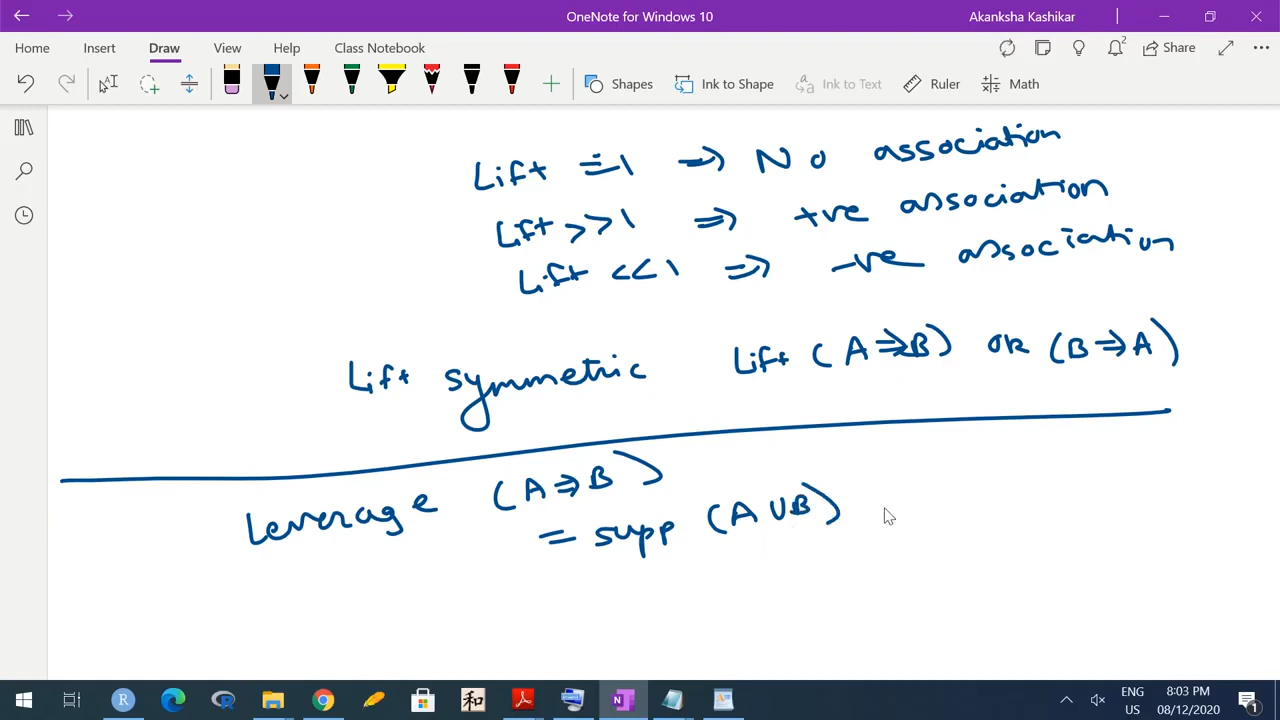 OneNote for Windows 10
Akanksha Kashikar
Home Insert Draw View Help Class Notebook
Share
Shapes Ink to Shape Ink to Text Ruler Math
Lift ≐1 ⇒ No association
Lift >>1 ⇒ +ve association
Lift <<1 ⇒ -ve association
Lift symmetric Lift (A⇒B) or (B⇒A)
Leverage (A⇒B)
= supp (A∪B)
ENG 8:03 PM
US 08/12/2020